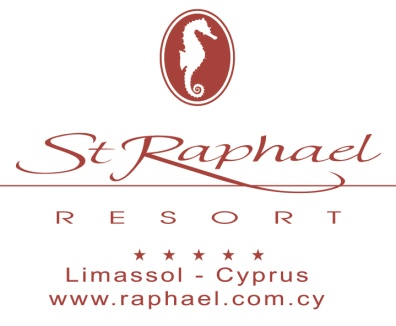 St Raphael
RESORT
★★★★★
Limassol - Cyprus
www.raphael.com.cy